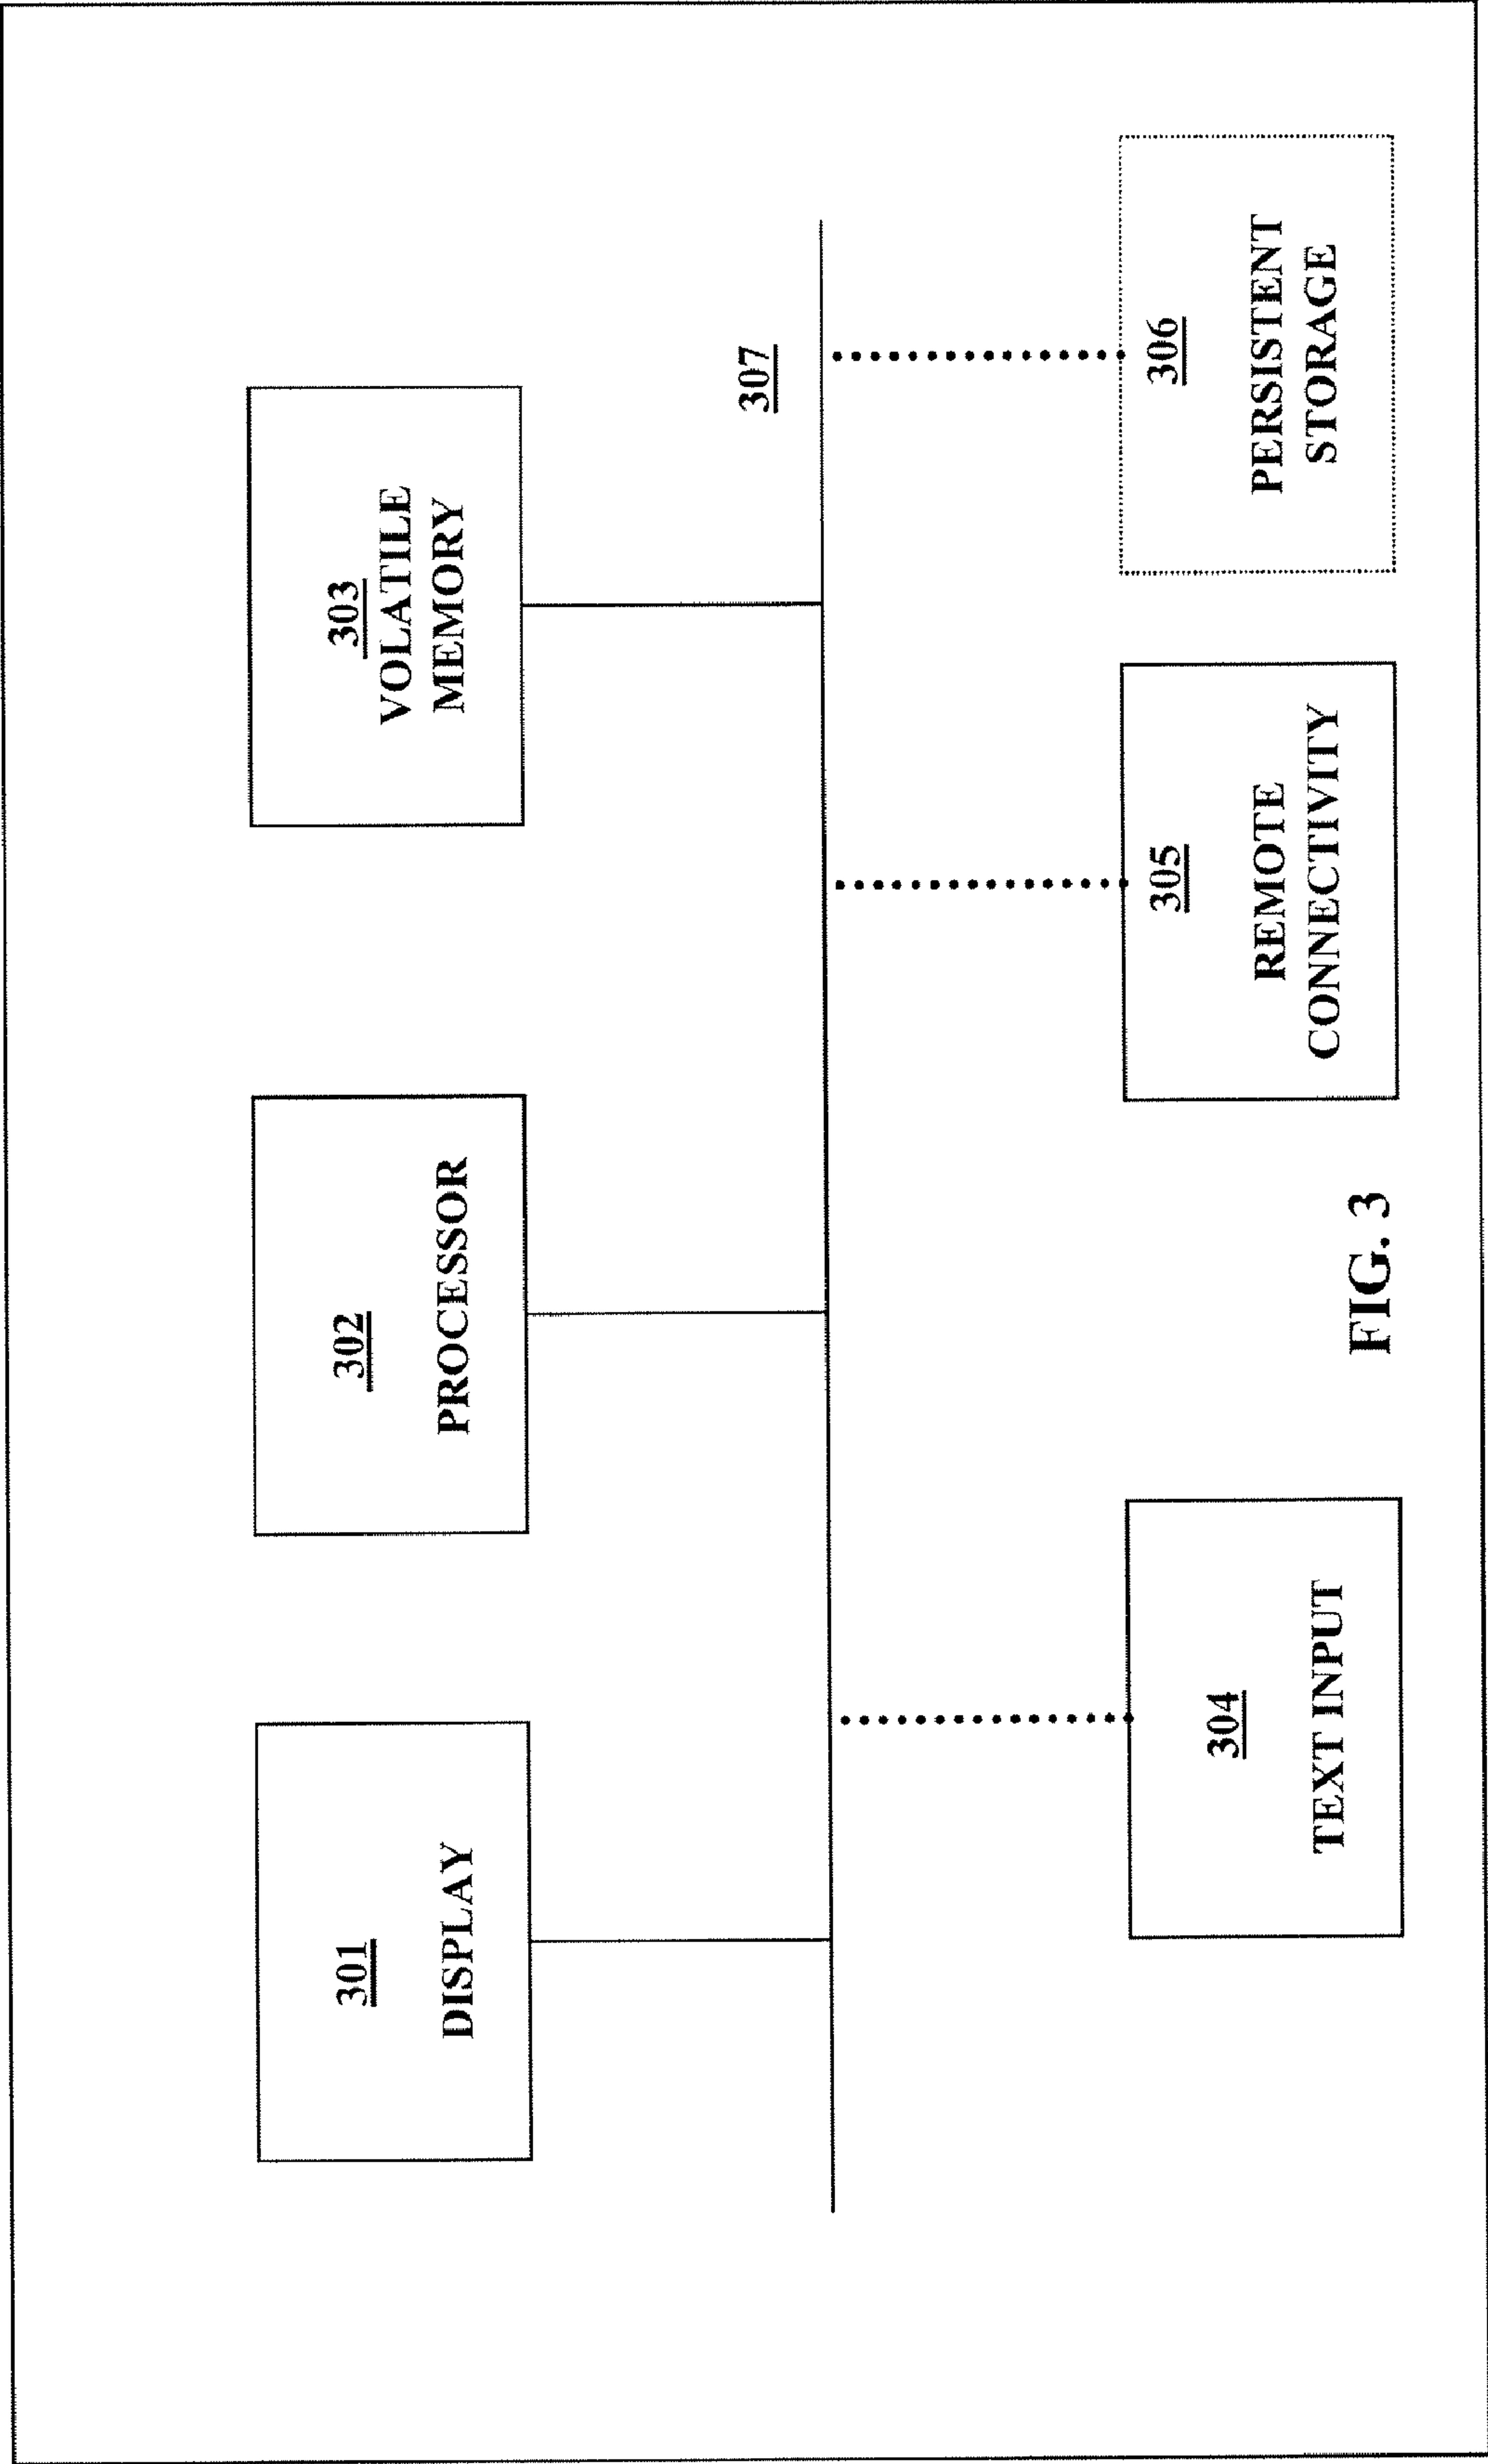 301
DISPLAY
302
PROCESSOR
303
VOLATILE
MEMORY
307
304
TEXT INPUT
305
REMOTE
CONNECTIVITY
306
PERSISTENT
STORAGE
FIG. 3